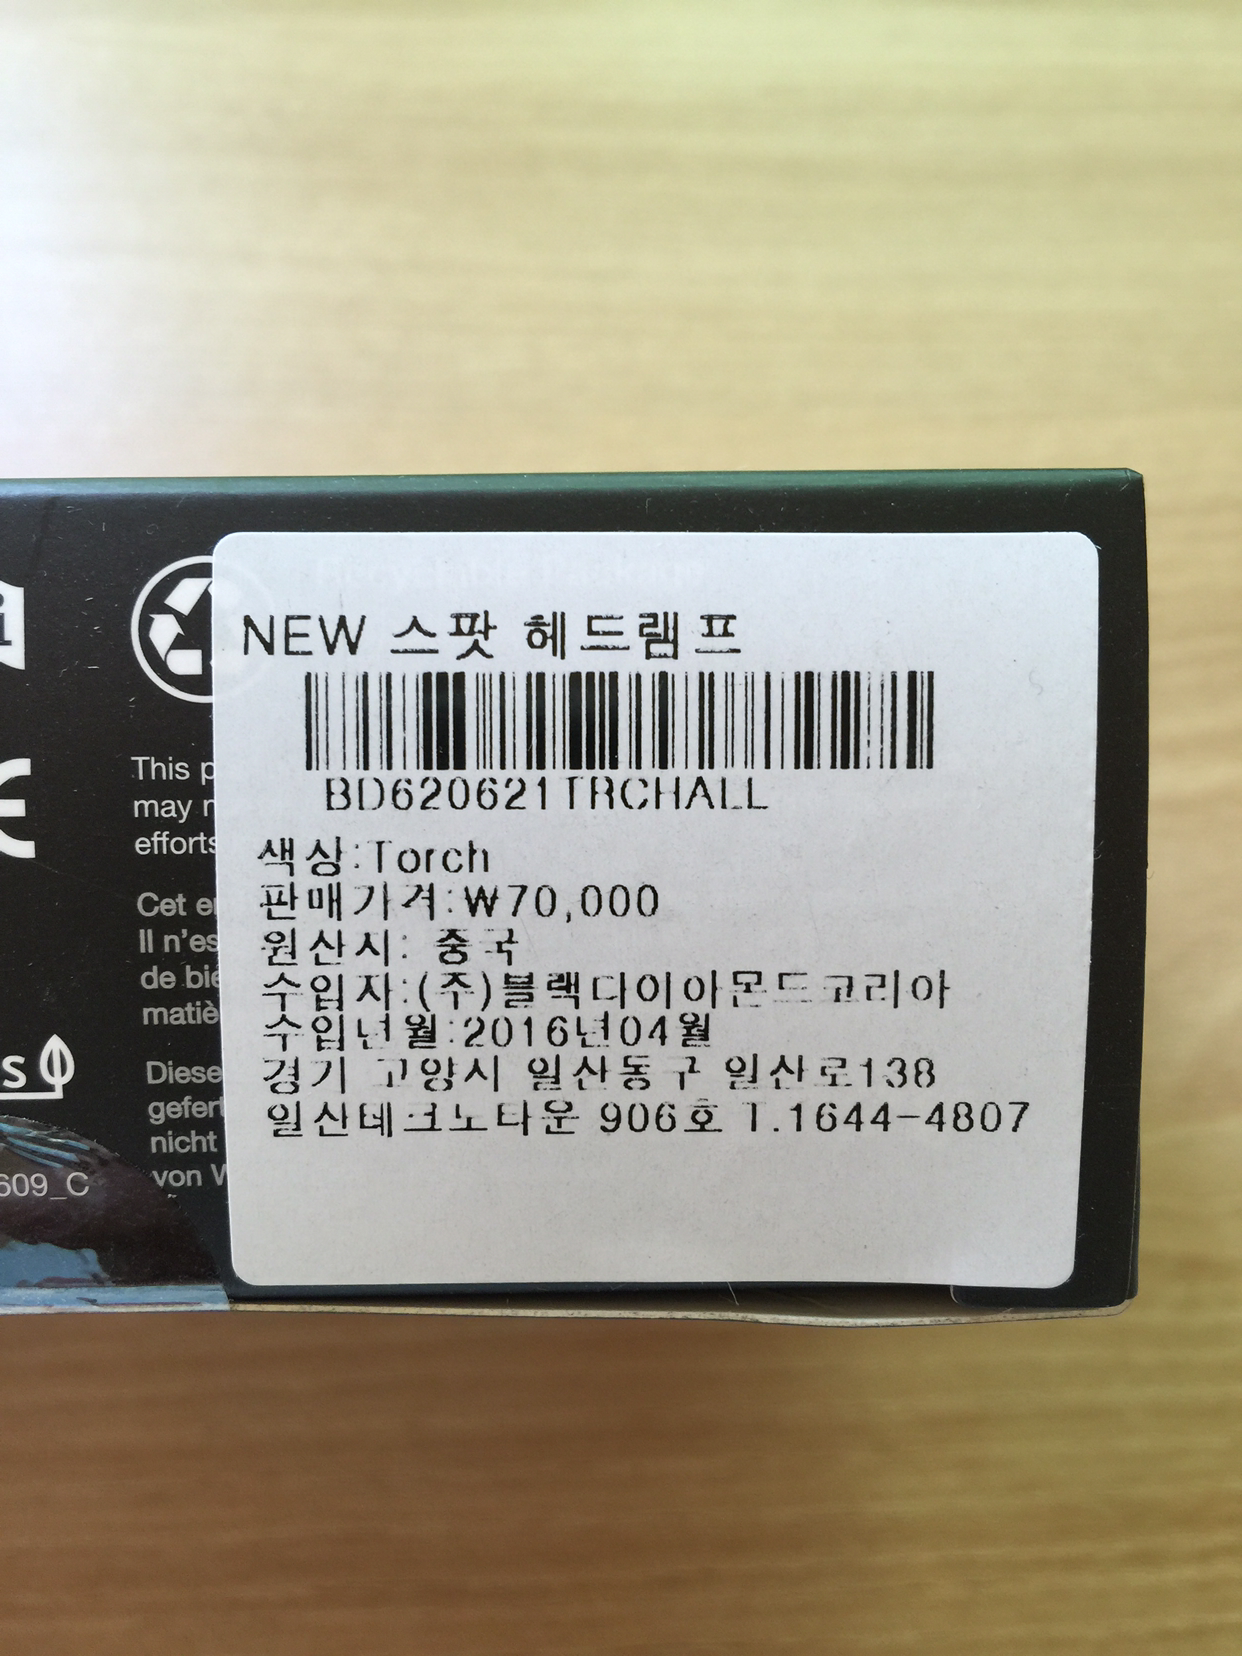 NEW 스팟 헤드램프
BD620621TRCHALL
색상:Torch
판매가격:₩70,000
원산지: 중국
수입자:(주)블랙다이아몬드코리아
수입년월:2016년04월
경기 고양시 일산동구 일산로138
일산테크노타운 906호 T.1644-4807
i
CE
This
may
efforts
Cet
Il n'es
de
matiè
Diese
gefert
nicht
von
s
609_C